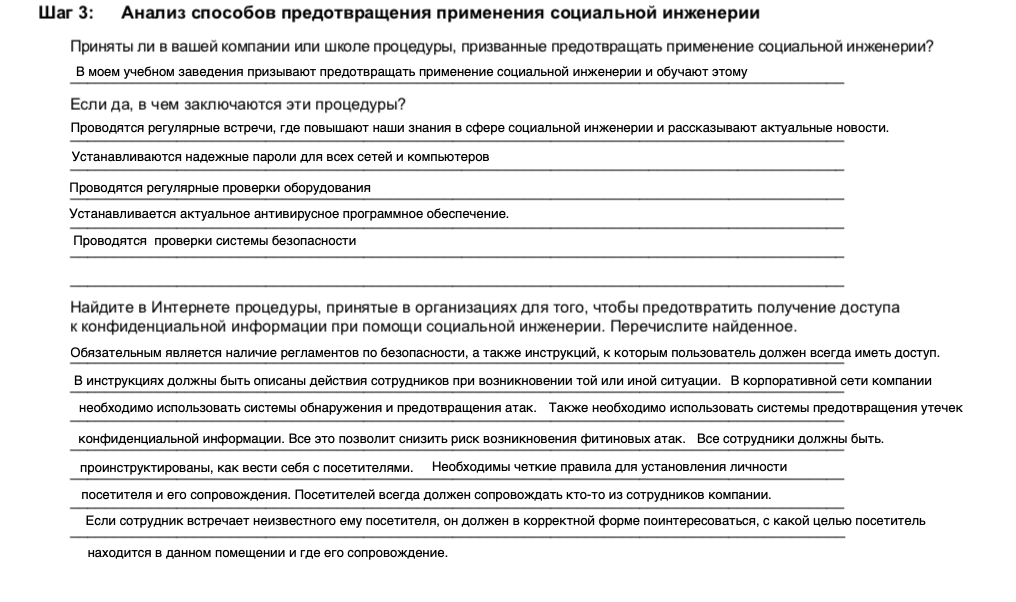 Шаг 3: Анализ способов предотвращения применения социальной инженерии
Приняты ли в вашей компании или школе процедуры, призванные предотвращать применение социальной инженерии?
В моем учебном заведения призывают предотвращать применение социальной инженерии и обучают этому
Если да, в чем заключаются эти процедуры?
Проводятся регулярные встречи, где повышают наши знания в сфере социальной инженерии и рассказывают актуальные новости.
Устанавливаются надежные пароли для всех сетей и компьютеров
Проводятся регулярные проверки оборудования
Устанавливается актуальное антивирусное программное обеспечение.
Проводятся проверки системы безопасности
Найдите в Интернете процедуры, принятые в организациях для того, чтобы предотвратить получение доступа
к конфиденциальной информации при помощи социальной инженерии. Перечислите найденное.
Обязательным является наличие регламентов по безопасности, а также инструкций, к которым пользователь должен всегда иметь доступ.
В инструкциях должны быть описаны действия сотрудников при возникновении той или иной ситуации. В корпоративной сети компании
необходимо использовать системы обнаружения и предотвращения атак. Также необходимо использовать системы предотвращения утечек
конфиденциальной информации. Все это позволит снизить риск возникновения фитиновых атак. Все сотрудники должны быть.
проинструктированы, как вести себя с посетителями. Необходимы четкие правила для установления личности
посетителя и его сопровождения. Посетителей всегда должен сопровождать кто-то из сотрудников компании.
Если сотрудник встречает неизвестного ему посетителя, он должен в корректной форме поинтересоваться, с какой целью посетитель
находится в данном помещении и где его сопровождение.